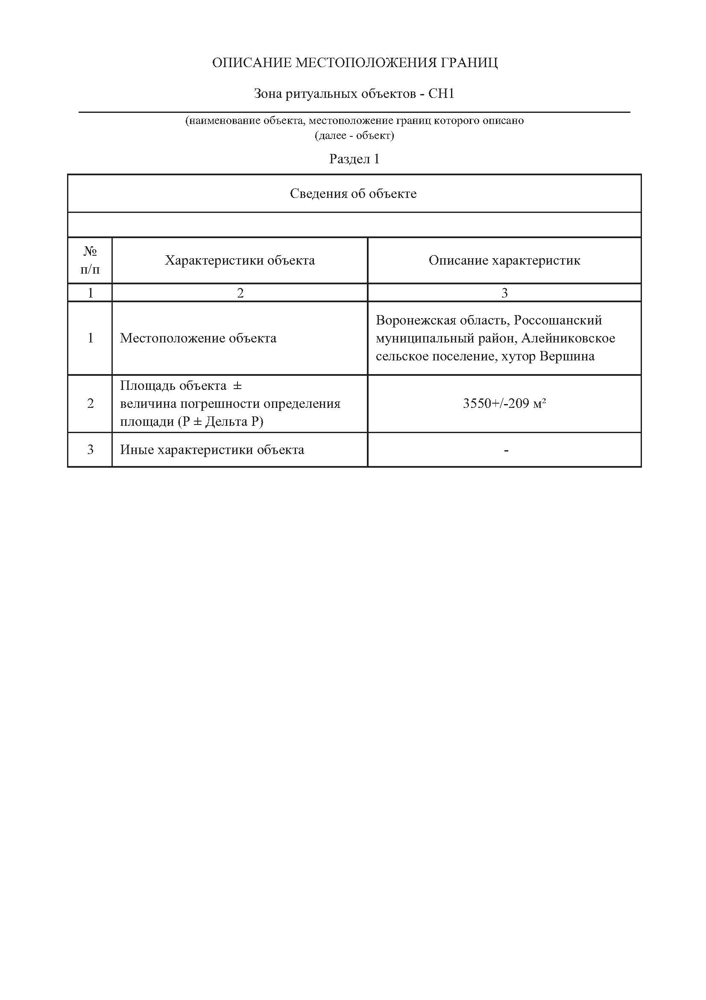 ОПИСАНИЕ МЕСТОПОЛОЖЕНИЯ ГРАНИЦ
Зона ритуальных объектов - СН1
(наименование объекта, местоположение границ которого описано
(далее - объект)
Раздел 1
Сведения об объекте
№
п/п
Характеристики объекта
Описание характеристик
1
2
3
1
Местоположение объекта
Воронежская область, Россошанский
муниципальный район, Алейниковское
сельское поселение, хутор Вершина
2
Площадь объекта ±
величина погрешности определения
площади (Р ± Дельта Р)
3550+/-209 м²
3
Иные характеристики объекта
-